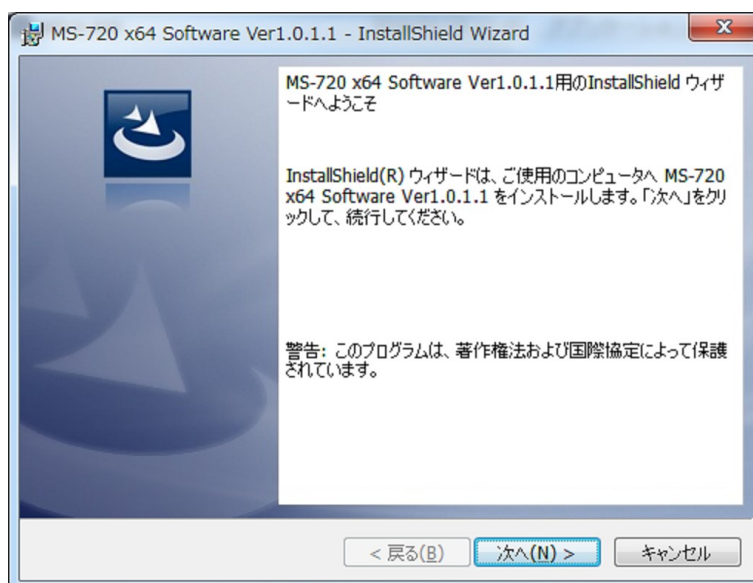 MS-720 x64 Software Ver1.0.1.1 - InstallShield Wizard
MS-720 x64 Software Ver1.0.1.1用のInstallShield ウィザ
ードへようこそ
InstallShield(R) ウィザードは、ご使用のコンピュータへ MS-720
x64 Software Ver1.0.1.1 をインストールします。「次へ」をクリ
ックして、続行してください。
警告: このプログラムは、著作権法および国際協定によって保護
されています。
< 戻る(B)
次へ(N) >
キャンセル